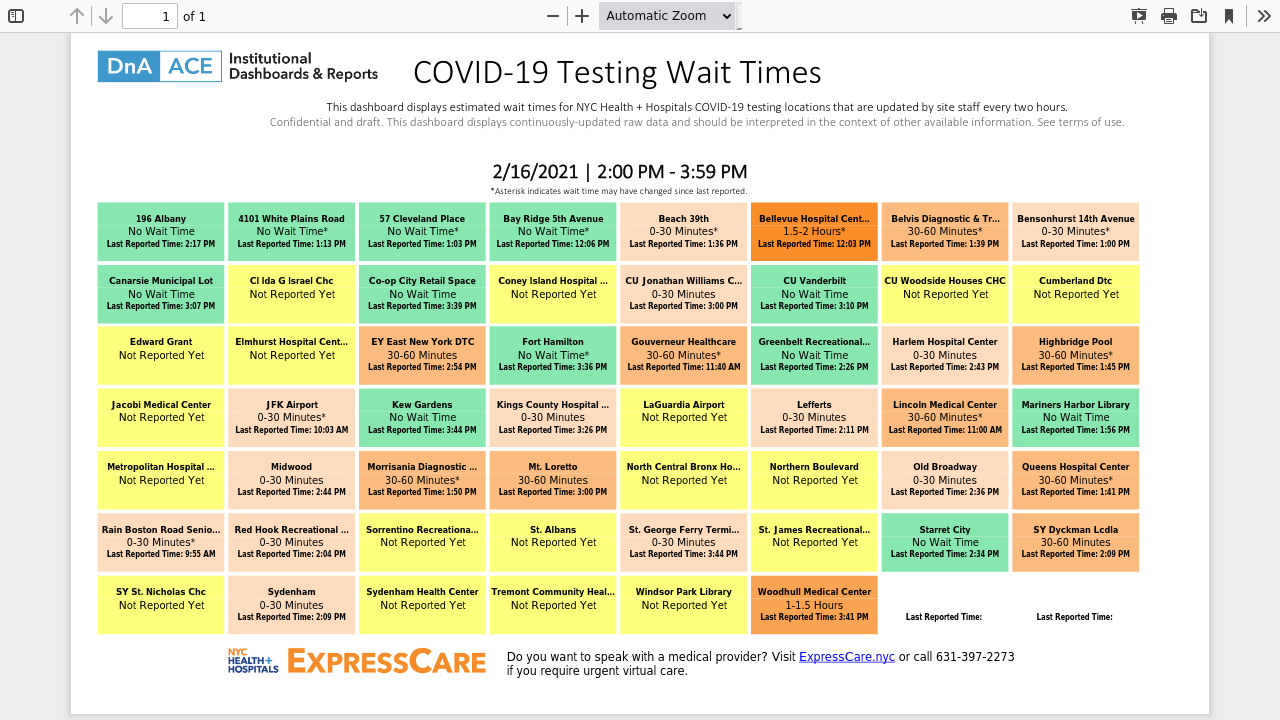 1 of 1 Automatic Zoom
DnA ACE Institutional
Dashboards & Reports
COVID-19 Testing Wait Times
This dashboard displays estimated wait times for NYC Health + Hospitals COVID-19 testing locations that are updated by site staff every two hours.
Confidential and draft. This dashboard displays continuously-updated raw data and should be interpreted in the context of other available information. See terms of use.
2/16/2021 | 2:00 PM - 3:59 PM
*Asterisk indicates wait time may have changed since last reported.
196 Albany
No Wait Time
Last Reported Time: 2:17 PM
4101 White Plains Road
No Wait Time*
Last Reported Time: 1:13 PM
57 Cleveland Place
No Wait Time*
Last Reported Time: 1:03 PM
Bay Ridge 5th Avenue
No Wait Time*
Last Reported Time: 12:06 PM
Beach 39th
0-30 Minutes*
Last Reported Time: 1:36 PM
Bellevue Hospital Cent...
1.5-2 Hours*
Last Reported Time: 12:03 PM
Belvis Diagnostic & Tr...
30-60 Minutes*
Last Reported Time: 1:39 PM
Bensonhurst 14th Avenue
0-30 Minutes*
Last Reported Time: 1:00 PM
Canarsie Municipal Lot
No Wait Time
Last Reported Time: 3:07 PM
Cl Ida G Israel Chc
Not Reported Yet
Co-op City Retail Space
No Wait Time
Last Reported Time: 3:39 PM
Coney Island Hospital ...
Not Reported Yet
CU Jonathan Williams C...
0-30 Minutes
Last Reported Time: 3:00 PM
CU Vanderbilt
No Wait Time
Last Reported Time: 3:10 PM
CU Woodside Houses CHC
Not Reported Yet
Cumberland Dtc
Not Reported Yet
Edward Grant
Not Reported Yet
Elmhurst Hospital Cent...
Not Reported Yet
EY East New York DTC
30-60 Minutes
Last Reported Time: 2:54 PM
Fort Hamilton
No Wait Time*
Last Reported Time: 3:36 PM
Gouverneur Healthcare
30-60 Minutes*
Last Reported Time: 11:40 AM
Greenbelt Recreational...
No Wait Time
Last Reported Time: 2:26 PM
Harlem Hospital Center
0-30 Minutes
Last Reported Time: 2:43 PM
Highbridge Pool
30-60 Minutes*
Last Reported Time: 1:45 PM
Jacobi Medical Center
Not Reported Yet
JFK Airport
0-30 Minutes*
Last Reported Time: 10:03 AM
Kew Gardens
No Wait Time
Last Reported Time: 3:44 PM
Kings County Hospital ...
0-30 Minutes
Last Reported Time: 3:26 PM
LaGuardia Airport
Not Reported Yet
Lefferts
0-30 Minutes
Last Reported Time: 2:11 PM
Lincoln Medical Center
30-60 Minutes*
Last Reported Time: 11:00 AM
Mariners Harbor Library
No Wait Time
Last Reported Time: 1:56 PM
Metropolitan Hospital ...
Not Reported Yet
Midwood
0-30 Minutes
Last Reported Time: 2:44 PM
Morrisania Diagnostic ...
30-60 Minutes*
Last Reported Time: 1:50 PM
Mt. Loretto
30-60 Minutes
Last Reported Time: 3:00 PM
North Central Bronx Ho...
Not Reported Yet
Northern Boulevard
Not Reported Yet
Old Broadway
0-30 Minutes
Last Reported Time: 2:36 PM
Queens Hospital Center
30-60 Minutes*
Last Reported Time: 1:41 PM
Rain Boston Road Senio...
0-30 Minutes*
Last Reported Time: 9:55 AM
Red Hook Recreational ...
0-30 Minutes
Last Reported Time: 2:04 PM
Sorrentino Recreationa...
Not Reported Yet
St. Albans
Not Reported Yet
St. George Ferry Termi...
0-30 Minutes
Last Reported Time: 3:44 PM
St. James Recreational...
Not Reported Yet
Starret City
No Wait Time
Last Reported Time: 2:34 PM
SY Dyckman Lcdla
30-60 Minutes
Last Reported Time: 2:09 PM
SY St. Nicholas Chc
Not Reported Yet
Sydenham
0-30 Minutes
Last Reported Time: 2:09 PM
Sydenham Health Center
Not Reported Yet
Tremont Community Heal...
Not Reported Yet
Windsor Park Library
Not Reported Yet
Woodhull Medical Center
1-1.5 Hours
Last Reported Time: 3:41 PM
Last Reported Time:
Last Reported Time:
NYC
HEALTH+
HOSPITALS
EXPRESSCARE
Do you want to speak with a medical provider? Visit ExpressCare.nyc or call 631-397-2273
if you require urgent virtual care.